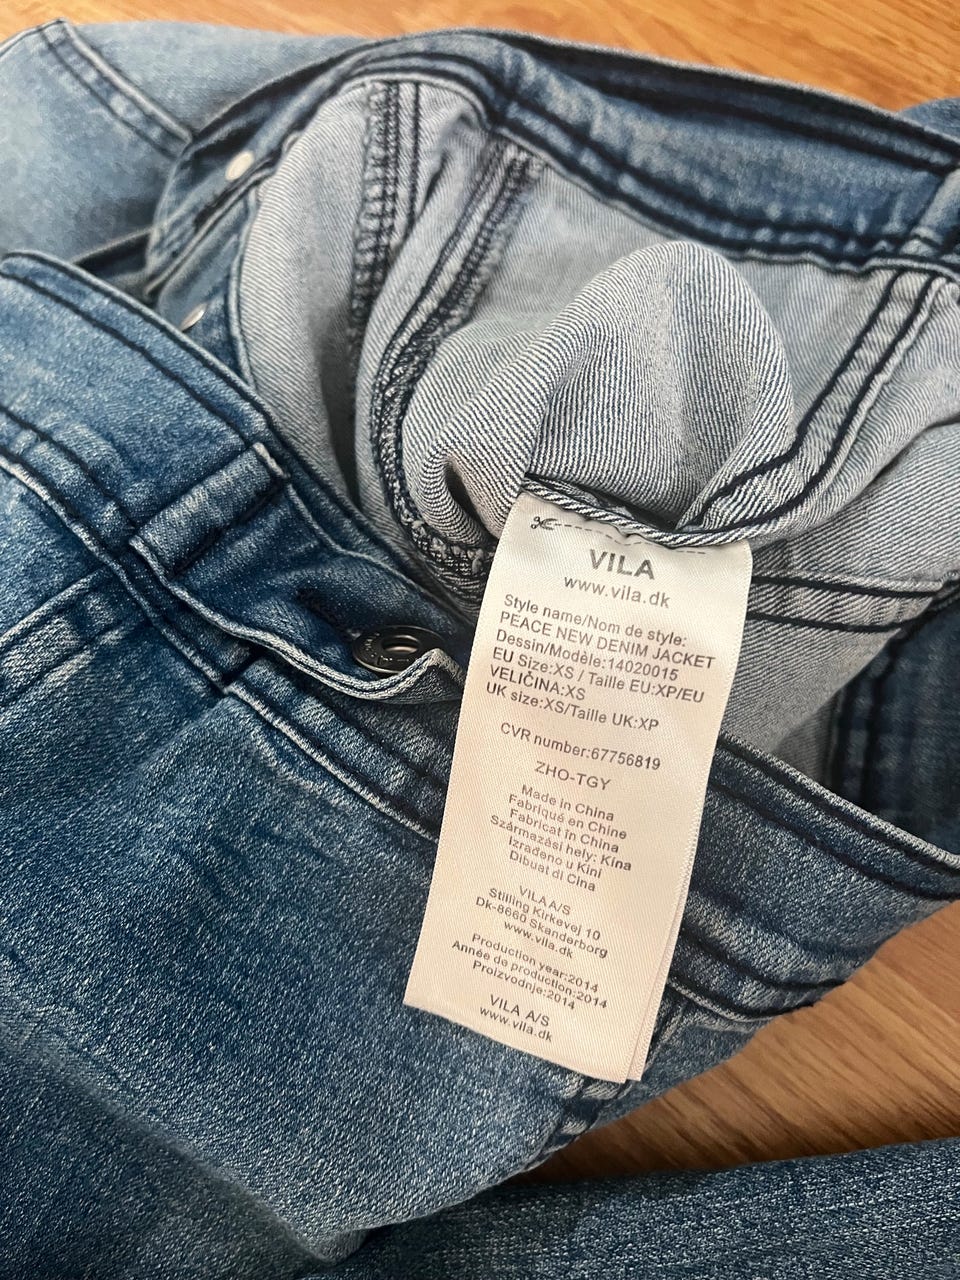 VILA
www.vila.dk
Style name/Nom de style:
PEACE NEW DENIM JACKET
Dessin/Modèle:14020015
EU Size:XS / Taille EU:XP/EU
VELIČINA:XS
UK size:XS/Taille UK:XP
CVR number:67756819
ZHO-TGY
Made in China
Fabriqué en Chine
Fabricat în China
Származási hely: Kína
Izrađeno u Kini
Dibuat di Cina
VILA A/S
Stilling Kirkevej 10
Dk-8660 Skanderborg
www.vila.dk
Production year:2014
Année de production:2014
Proizvodnje:2014
VILA A/S
www.vila.dk